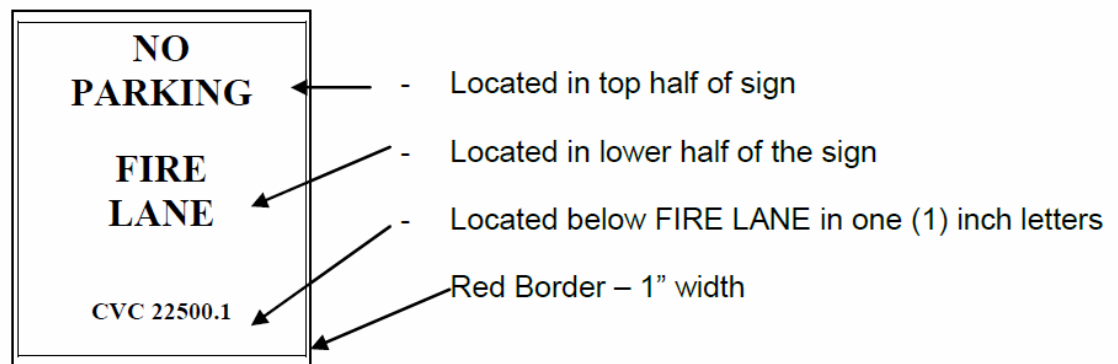 NO
PARKING
FIRE
LANE
CVC 22500.1
- Located in top half of sign
- Located in lower half of the sign
- Located below FIRE LANE in one (1) inch letters
Red Border – 1” width